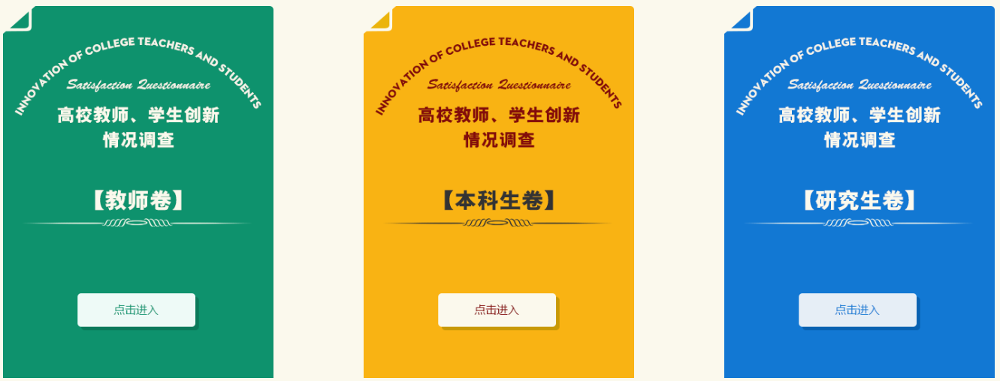 INNOVATION OF COLLEGE TEACHERS AND STUDENTS
Satisfaction Questionnaire
高校教师、学生创新
情况调查
【教师卷】
点击进入
INNOVATION OF COLLEGE TEACHERS AND STUDENTS
Satisfaction Questionnaire
高校教师、学生创新
情况调查
【本科生卷】
点击进入
INNOVATION OF COLLEGE TEACHERS AND STUDENTS
Satisfaction Questionnaire
高校教师、学生创新
情况调查
【研究生卷】
点击进入